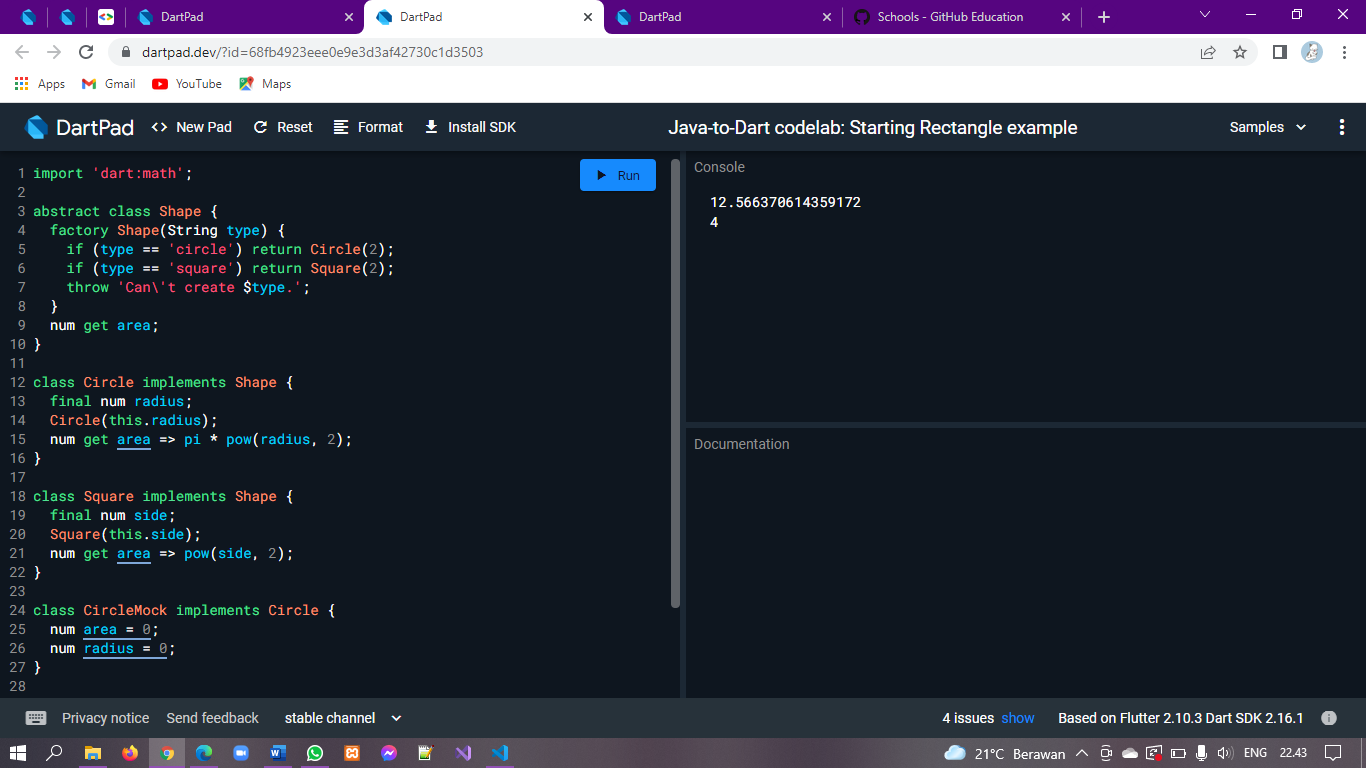 DartPad
DartPad
DartPad
Schools - GitHub Education
dartpad.dev/?id=68fb4923eee0e9e3d3af42730c1d3503
Apps Gmail YouTube Maps
DartPad <> New Pad Reset Format Install SDK Java-to-Dart codelab: Starting Rectangle example Samples
Run
1 import 'dart:math';
2
3 abstract class Shape {
4   factory Shape(String type) {
5     if (type == 'circle') return Circle(2);
6     if (type == 'square') return Square(2);
7     throw 'Can\'t create $type.';
8   }
9   num get area;
10 }
11
12 class Circle implements Shape {
13   final num radius;
14   Circle(this.radius);
15   num get area => pi * pow(radius, 2);
16 }
17
18 class Square implements Shape {
19   final num side;
20   Square(this.side);
21   num get area => pow(side, 2);
22 }
23
24 class CircleMock implements Circle {
25   num area = 0;
26   num radius = 0;
27 }
28
Console
12.566370614359172
4
Documentation
Privacy notice Send feedback stable channel 4 issues show Based on Flutter 2.10.3 Dart SDK 2.16.1
21°C Berawan ENG 22.43